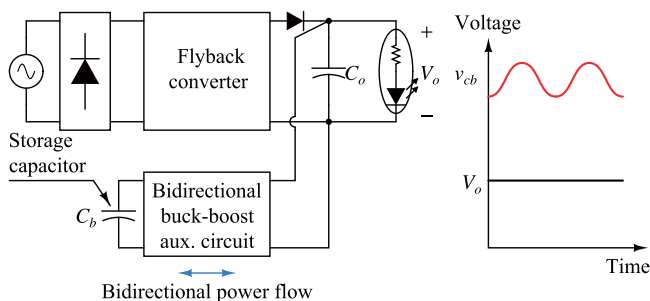 Flyback
converter
C_o
+
V_o
−
Storage
capacitor
C_b
Bidirectional
buck-boost
aux. circuit
Bidirectional power flow
Voltage
v_cb
V_o
Time